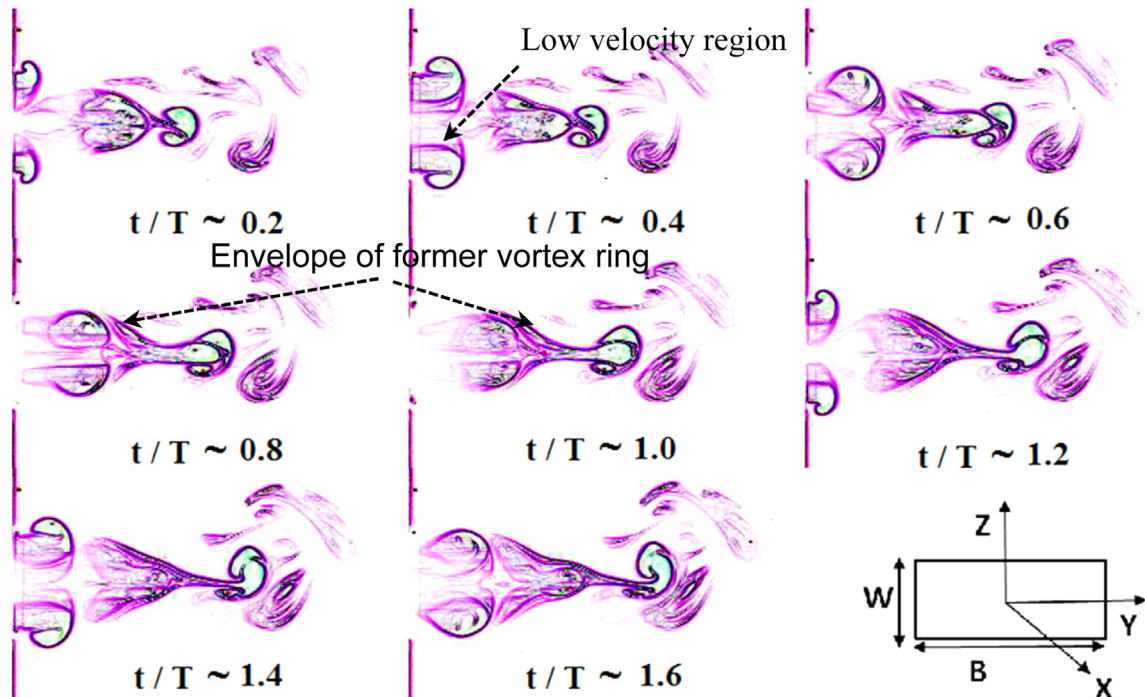 Low velocity region
t / T ~ 0.2
t / T ~ 0.4
t / T ~ 0.6
Envelope of former vortex ring
t / T ~ 0.8
t / T ~ 1.0
t / T ~ 1.2
t / T ~ 1.4
t / T ~ 1.6
Z
W
Y
B
X